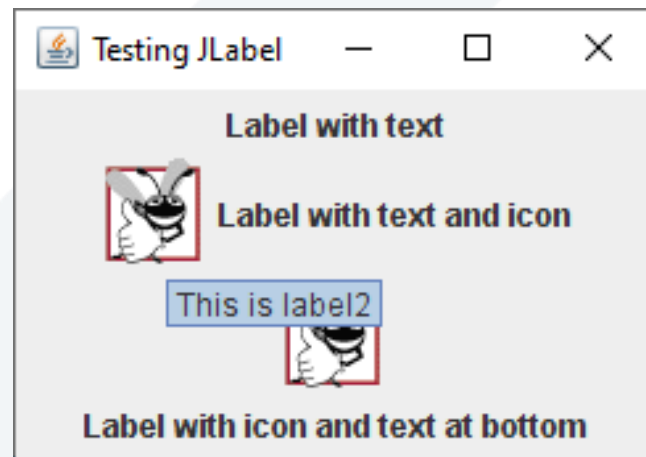 Testing JLabel
Label with text
Label with text and icon
This is label2
Label with icon and text at bottom